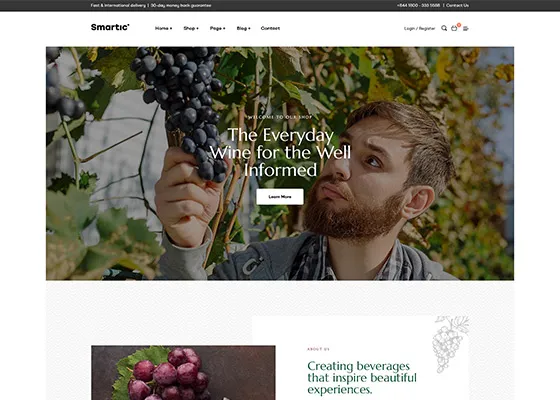 Fast & International delivery | 30-day money back guarantee
+844 1800 - 333 5555 | Contact Us
Smartic
Home + Shop + Page + Blog + Contact
Login / Register
WELCOME TO OUR SHOP
The Everyday
Wine for the Well
Informed
Learn More
ABOUT US
Creating beverages
that inspire beautiful
experiences.